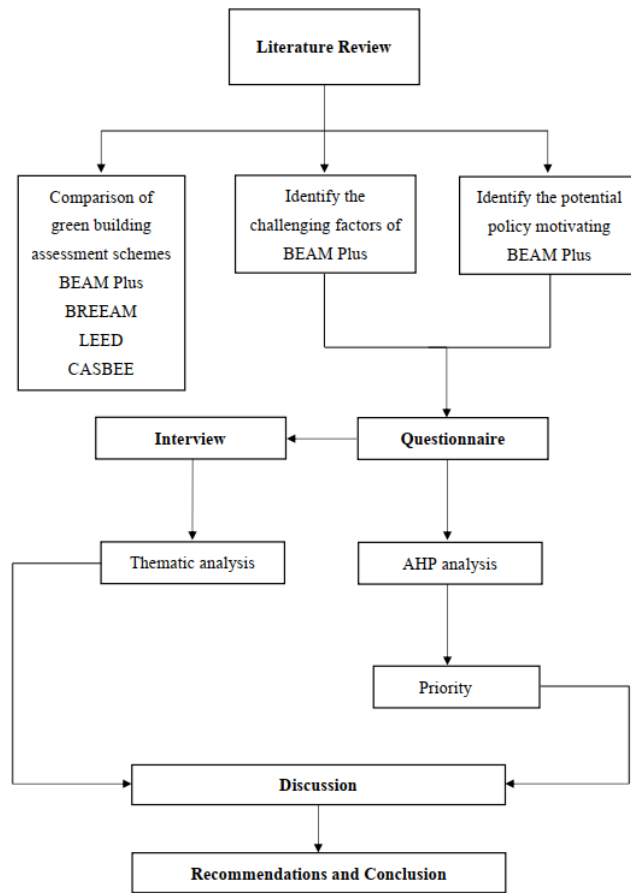 Literature Review
Comparison of
green building
assessment schemes
BEAM Plus
BREEAM
LEED
CASBEE
Identify the
challenging factors of
BEAM Plus
Identify the potential
policy motivating
BEAM Plus
Interview
Questionnaire
Thematic analysis
AHP analysis
Priority
Discussion
Recommendations and Conclusion